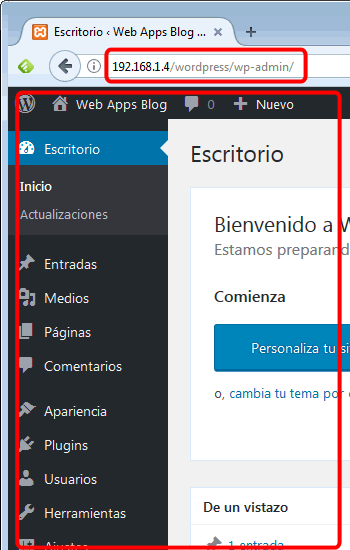 Escritorio ‹ Web Apps Blog ...
192.168.1.4/wordpress/wp-admin/
Web Apps Blog 0 Nuevo
Escritorio
Inicio
Actualizaciones
Entradas
Medios
Páginas
Comentarios
Apariencia
Plugins
Usuarios
Herramientas
Ajustes
Escritorio
Bienvenido a W
Estamos preparand
Comienza
Personaliza tu si
o, cambia tu tema por
De un vistazo
1 entrada